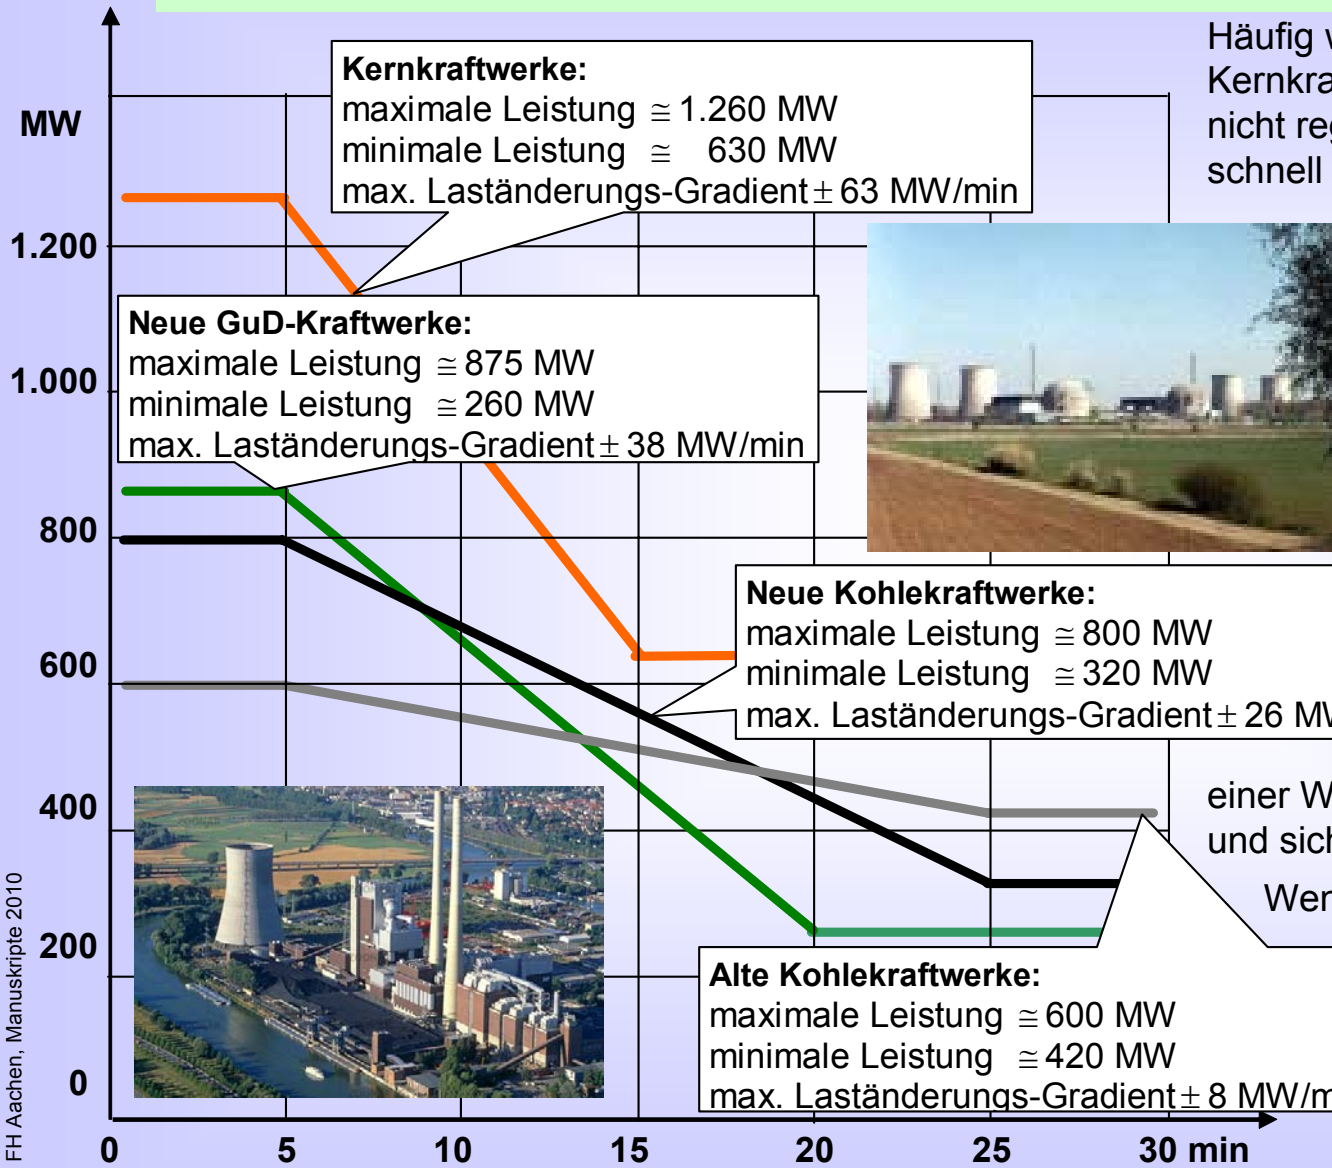 Häufig
Kernkraftwerke:
maximale Leistung ≅ 1.260 MW
minimale Leistung ≅ 630 MW
max. Laständerungs-Gradient ± 63 MW/min
nicht
schnell
MW
1.200
1.000
800
600
400
200
0
Neue GuD-Kraftwerke:
maximale Leistung ≅ 875 MW
minimale Leistung ≅ 260 MW
max. Laständerungs-Gradient ± 38 MW/min
Neue Kohlekraftwerke:
maximale Leistung ≅ 800 MW
minimale Leistung ≅ 320 MW
max. Laständerungs-Gradient ± 26
einer
und
Alte Kohlekraftwerke:
maximale Leistung ≅ 600 MW
minimale Leistung ≅ 420 MW
max. Laständerungs-Gradient ± 8
0 5 10 15 20 25 30 min
FH Aachen, Manuskripte 2010